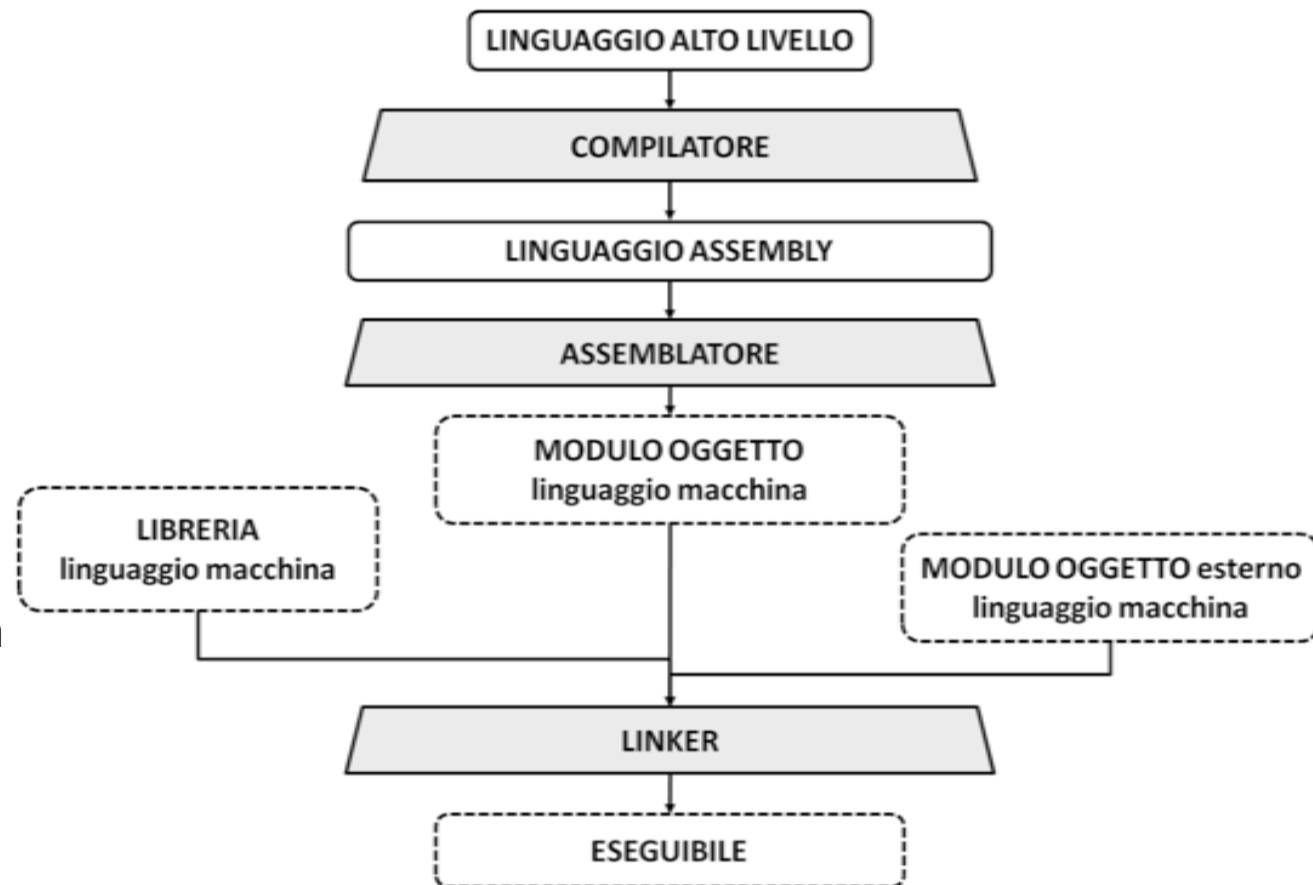 LINGUAGGIO ALTO LIVELLO
COMPILATORE
LINGUAGGIO ASSEMBLY
ASSEMBLATORE
MODULO OGGETTO
linguaggio macchina
LIBRERIA
linguaggio macchina
MODULO OGGETTO esterno
linguaggio macchina
LINKER
ESEGUIBILE